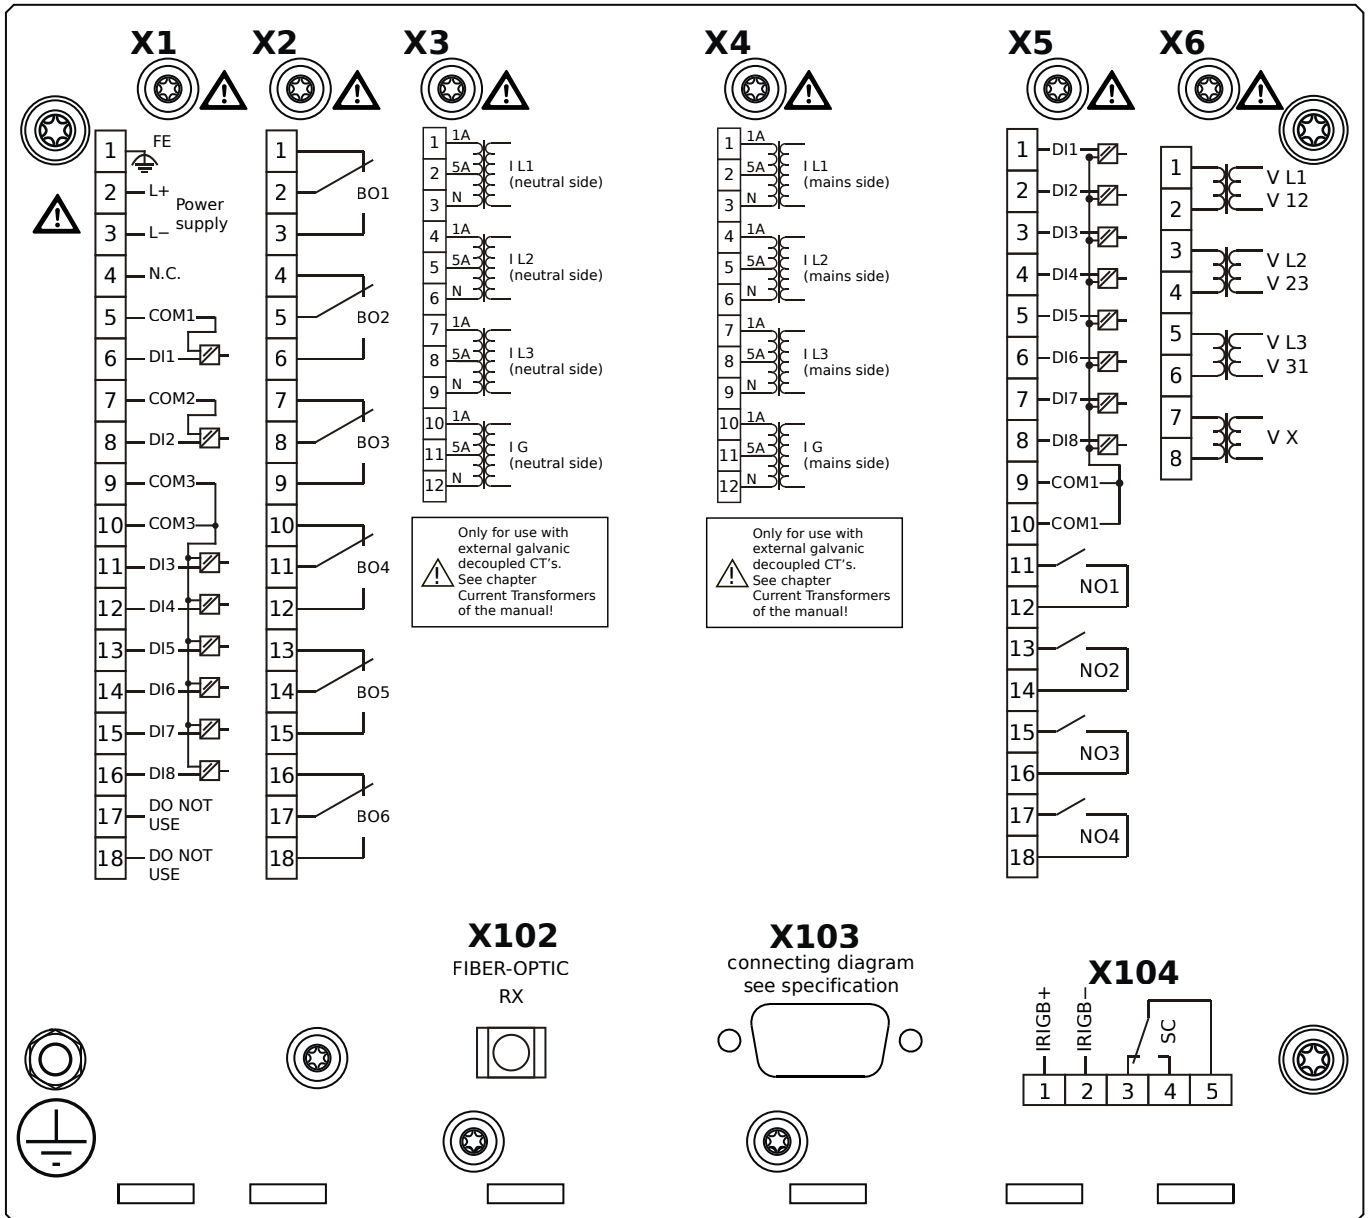 X1
X2
X3
X4
X5
X6
1
FE
2
L+
Power
supply
3
L−
4
N.C.
5
COM1
6
DI1
7
COM2
8
DI2
9
COM3
10
COM3
11
DI3
12
DI4
13
DI5
14
DI6
15
DI7
16
DI8
17
DO NOT
USE
18
DO NOT
USE
1
2
BO1
3
4
5
BO2
6
7
8
BO3
9
10
11
BO4
12
13
14
BO5
15
16
17
BO6
18
1
1A
2
5A
I L1
(neutral side)
3
N
4
1A
5
5A
I L2
(neutral side)
6
N
7
1A
8
5A
I L3
(neutral side)
9
N
10
1A
11
5A
I G
(neutral side)
12
N
Only for use with
external galvanic
decoupled CT's.
See chapter
Current Transformers
of the manual!
1
1A
2
5A
I L1
(mains side)
3
N
4
1A
5
5A
I L2
(mains side)
6
N
7
1A
8
5A
I L3
(mains side)
9
N
10
1A
11
5A
I G
(mains side)
12
N
Only for use with
external galvanic
decoupled CT's.
See chapter
Current Transformers
of the manual!
1
DI1
2
DI2
3
DI3
4
DI4
5
DI5
6
DI6
7
DI7
8
DI8
9
COM1
10
COM1
11
NO1
12
13
NO2
14
15
NO3
16
17
NO4
18
1
V L1
V 12
2
3
V L2
V 23
4
5
V L3
V 31
6
7
V X
8
X102
FIBER-OPTIC
RX
X103
connecting diagram
see specification
X104
IRIGB+
IRIGB−
SC
1 2 3 4 5